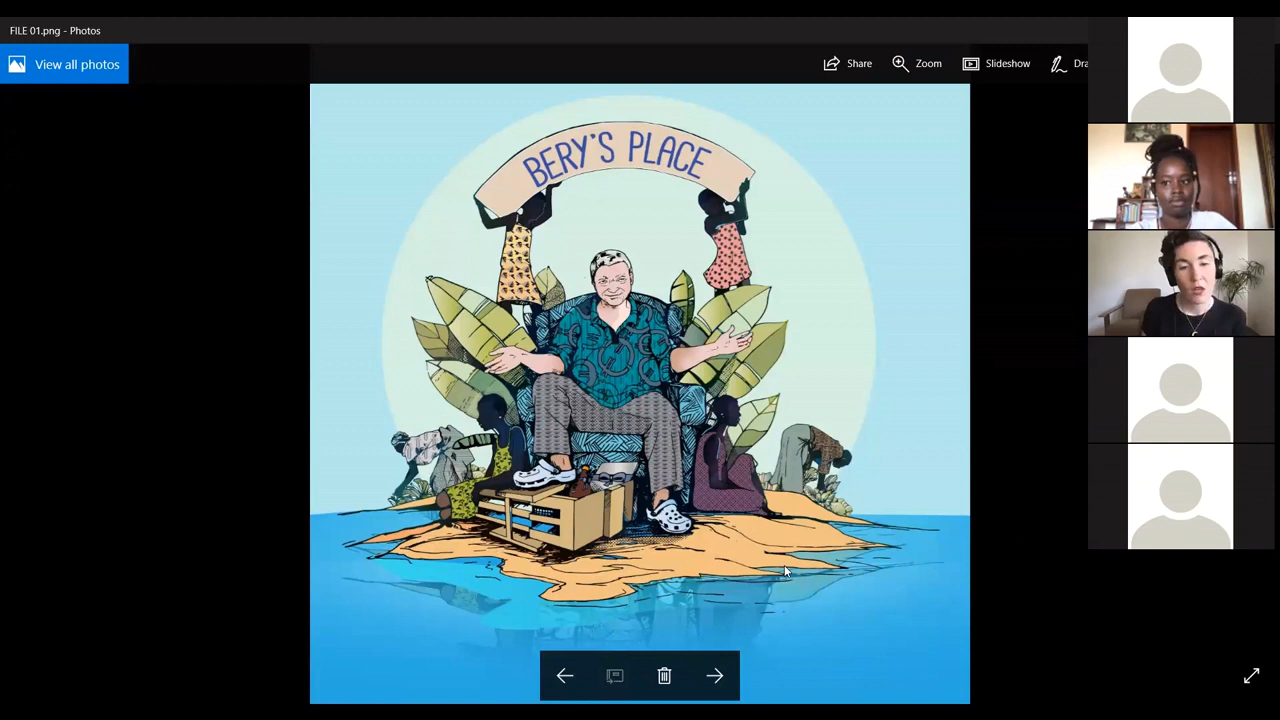 FILE 01.png - Photos
View all photos
Share
Zoom
Slideshow
BERY'S PLACE